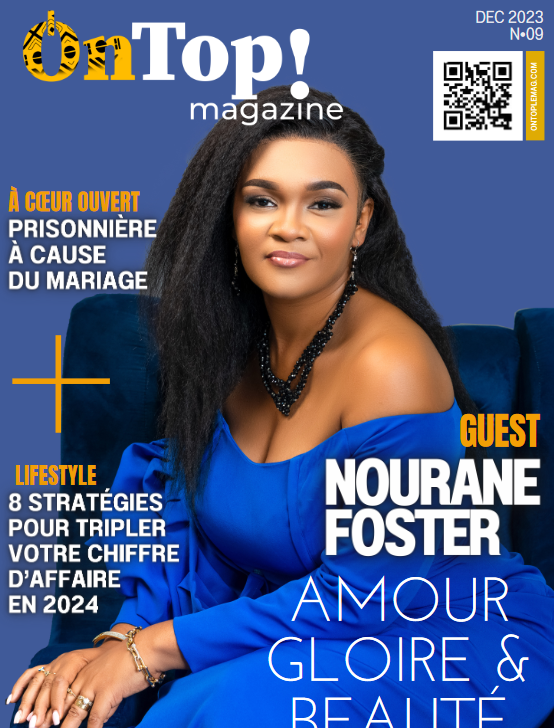 OnTop!
magazine
DEC 2023
N•09
ONTOPLEMAG.COM
À CŒUR OUVERT
PRISONNIÈRE
À CAUSE
DU MARIAGE
LIFESTYLE
8 STRATÉGIES
POUR TRIPLER
VOTRE CHIFFRE
D'AFFAIRE
EN 2024
GUEST
NOURANE
FOSTER
AMOUR
GLOIRE &
BEAUTÉ